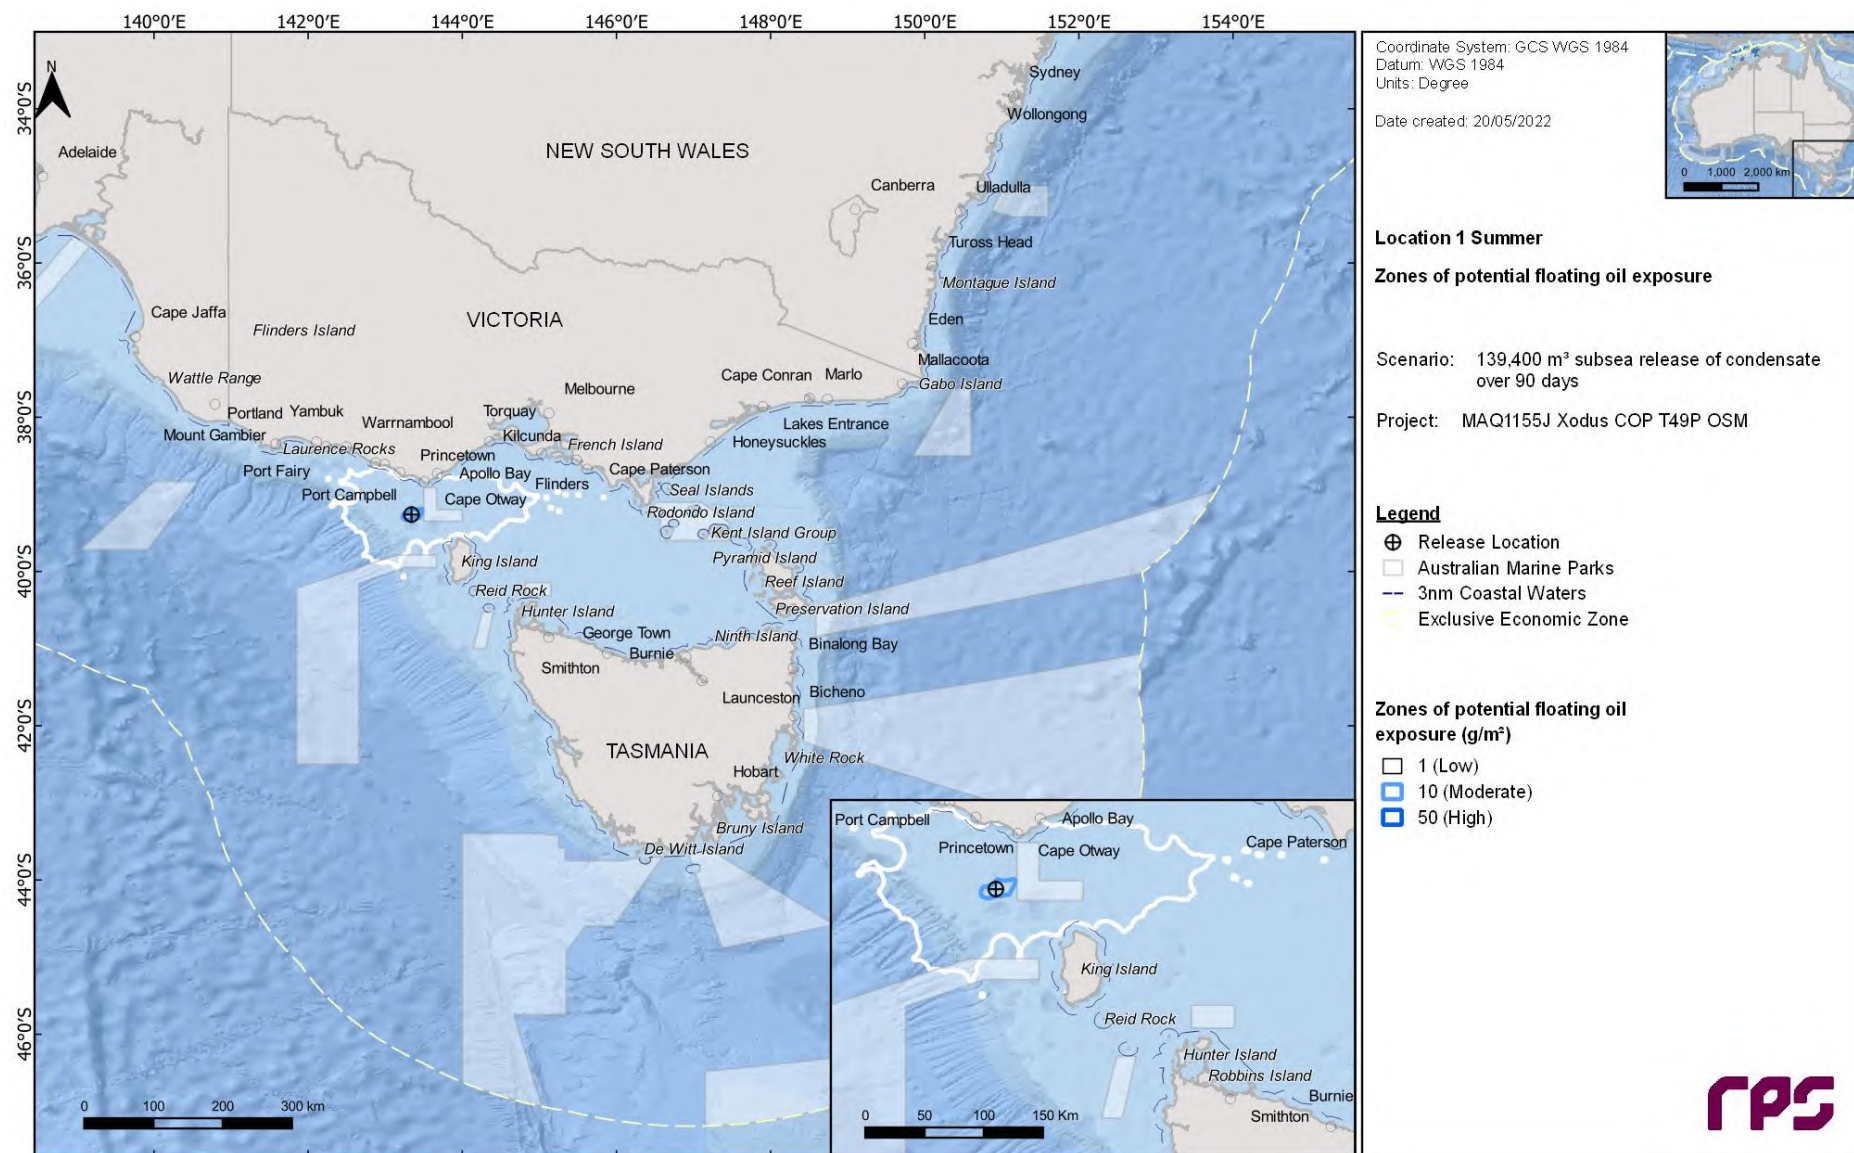 140°0'E 142°0'E 144°0'E 146°0'E 148°0'E 150°0'E 152°0'E 154°0'E
34°0'S
36°0'S
38°0'S
40°0'S
42°0'S
44°0'S
46°0'S
N
Sydney
Wollongong
NEW SOUTH WALES
Adelaide
Canberra
Ulladulla
Tuross Head
Montague Island
Cape Jaffa
Flinders Island
VICTORIA
Eden
Mallacoota
Wattle Range
Melbourne
Cape Conran
Marlo
Gabo Island
Portland
Yambuk
Warrnambool
Torquay
Lakes Entrance
Mount Gambier
Laurence Rocks
Kilcunda
French Island
Honeysuckles
Port Fairy
Princetown
Apollo Bay
Flinders
Cape Paterson
Port Campbell
Cape Otway
Seal Islands
Rodondo Island
Kent Island Group
King Island
Pyramid Island
Reid Rock
Reef Island
Hunter Island
Preservation Island
George Town
Ninth Island
Binalong Bay
Burnie
Smithton
Launceston
Bicheno
TASMANIA
White Rock
Hobart
Bruny Island
De Witt Island
0 100 200 300 km
Port Campbell
Apollo Bay
Princetown
Cape Otway
Cape Paterson
King Island
Reid Rock
Hunter Island
Robbins Island
Burnie
Smithton
0 50 100 150 Km
Coordinate System: GCS WGS 1984
Datum: WGS 1984
Units: Degree
Date created: 20/05/2022
0 1,000 2,000 km
Location 1 Summer
Zones of potential floating oil exposure
Scenario: 139,400 m³ subsea release of condensate
over 90 days
Project: MAQ1155J Xodus COP T49P OSM
Legend
Release Location
Australian Marine Parks
3nm Coastal Waters
Exclusive Economic Zone
Zones of potential floating oil
exposure (g/m²)
1 (Low)
10 (Moderate)
50 (High)
rps